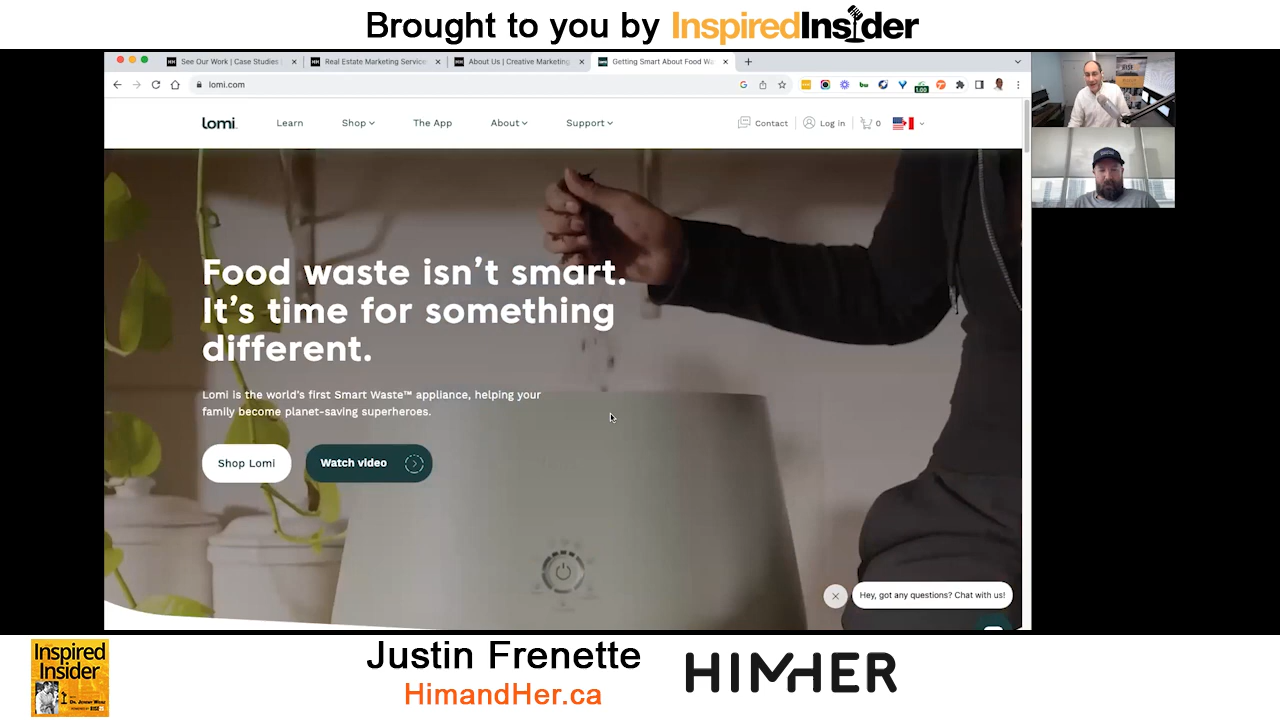 Brought to you by InspiredInsider
See Our Work | Case Studies |
Real Estate Marketing Service
About Us | Creative Marketing
Getting Smart About Food Wa
lomi.com
1.00
lomi
Learn
Shop
The App
About
Support
Contact
Log in
0
Food waste isn't smart.
It's time for something
different.
Lomi is the world's first Smart Waste™ appliance, helping your
family become planet-saving superheroes.
Shop Lomi
Watch video
Hey, got any questions? Chat with us!
Inspired
Insider
Justin Frenette
HimandHer.ca
HIM HER